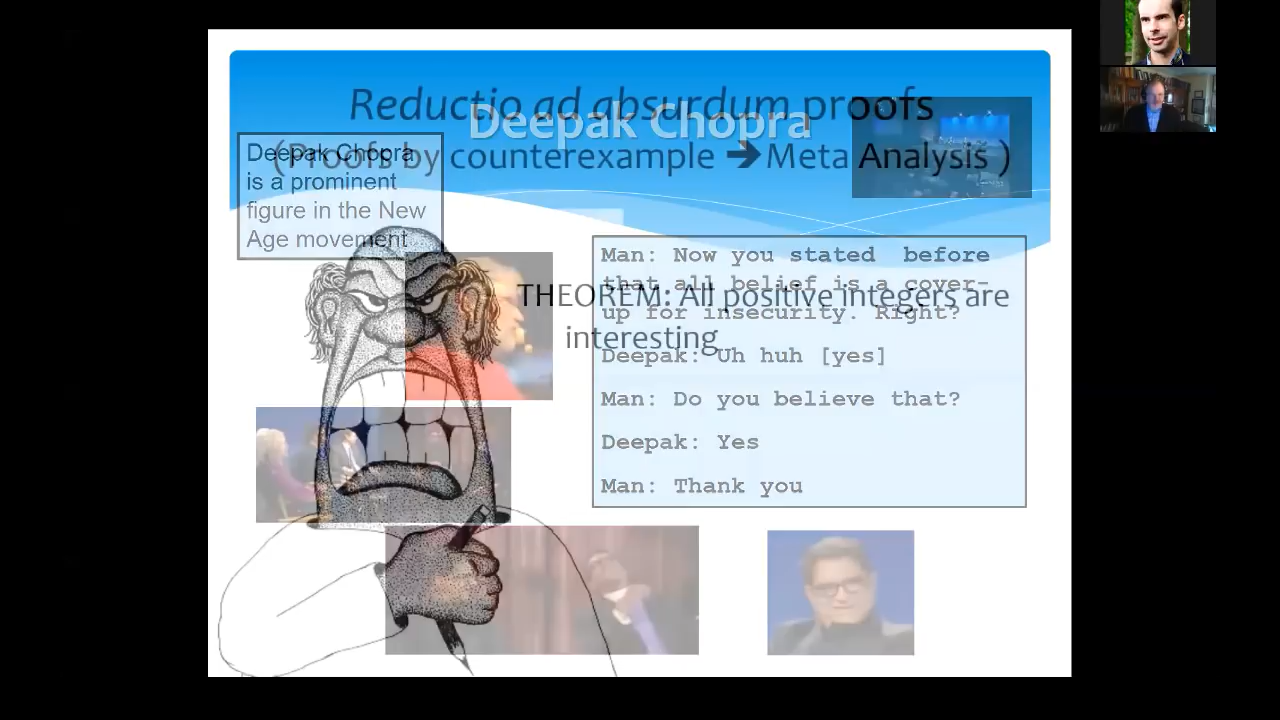 Reductio ad absurdum proofs
Deepak Chopra
(Proofs by counterexample ➔ Meta Analysis )
Deepak Chopra
is a prominent
figure in the New
Age movement
THEOREM: All positive integers are
interesting
Man: Now you stated before
that all belief is a cover-
up for insecurity. Right?
Deepak: Uh huh [yes]
Man: Do you believe that?
Deepak: Yes
Man: Thank you